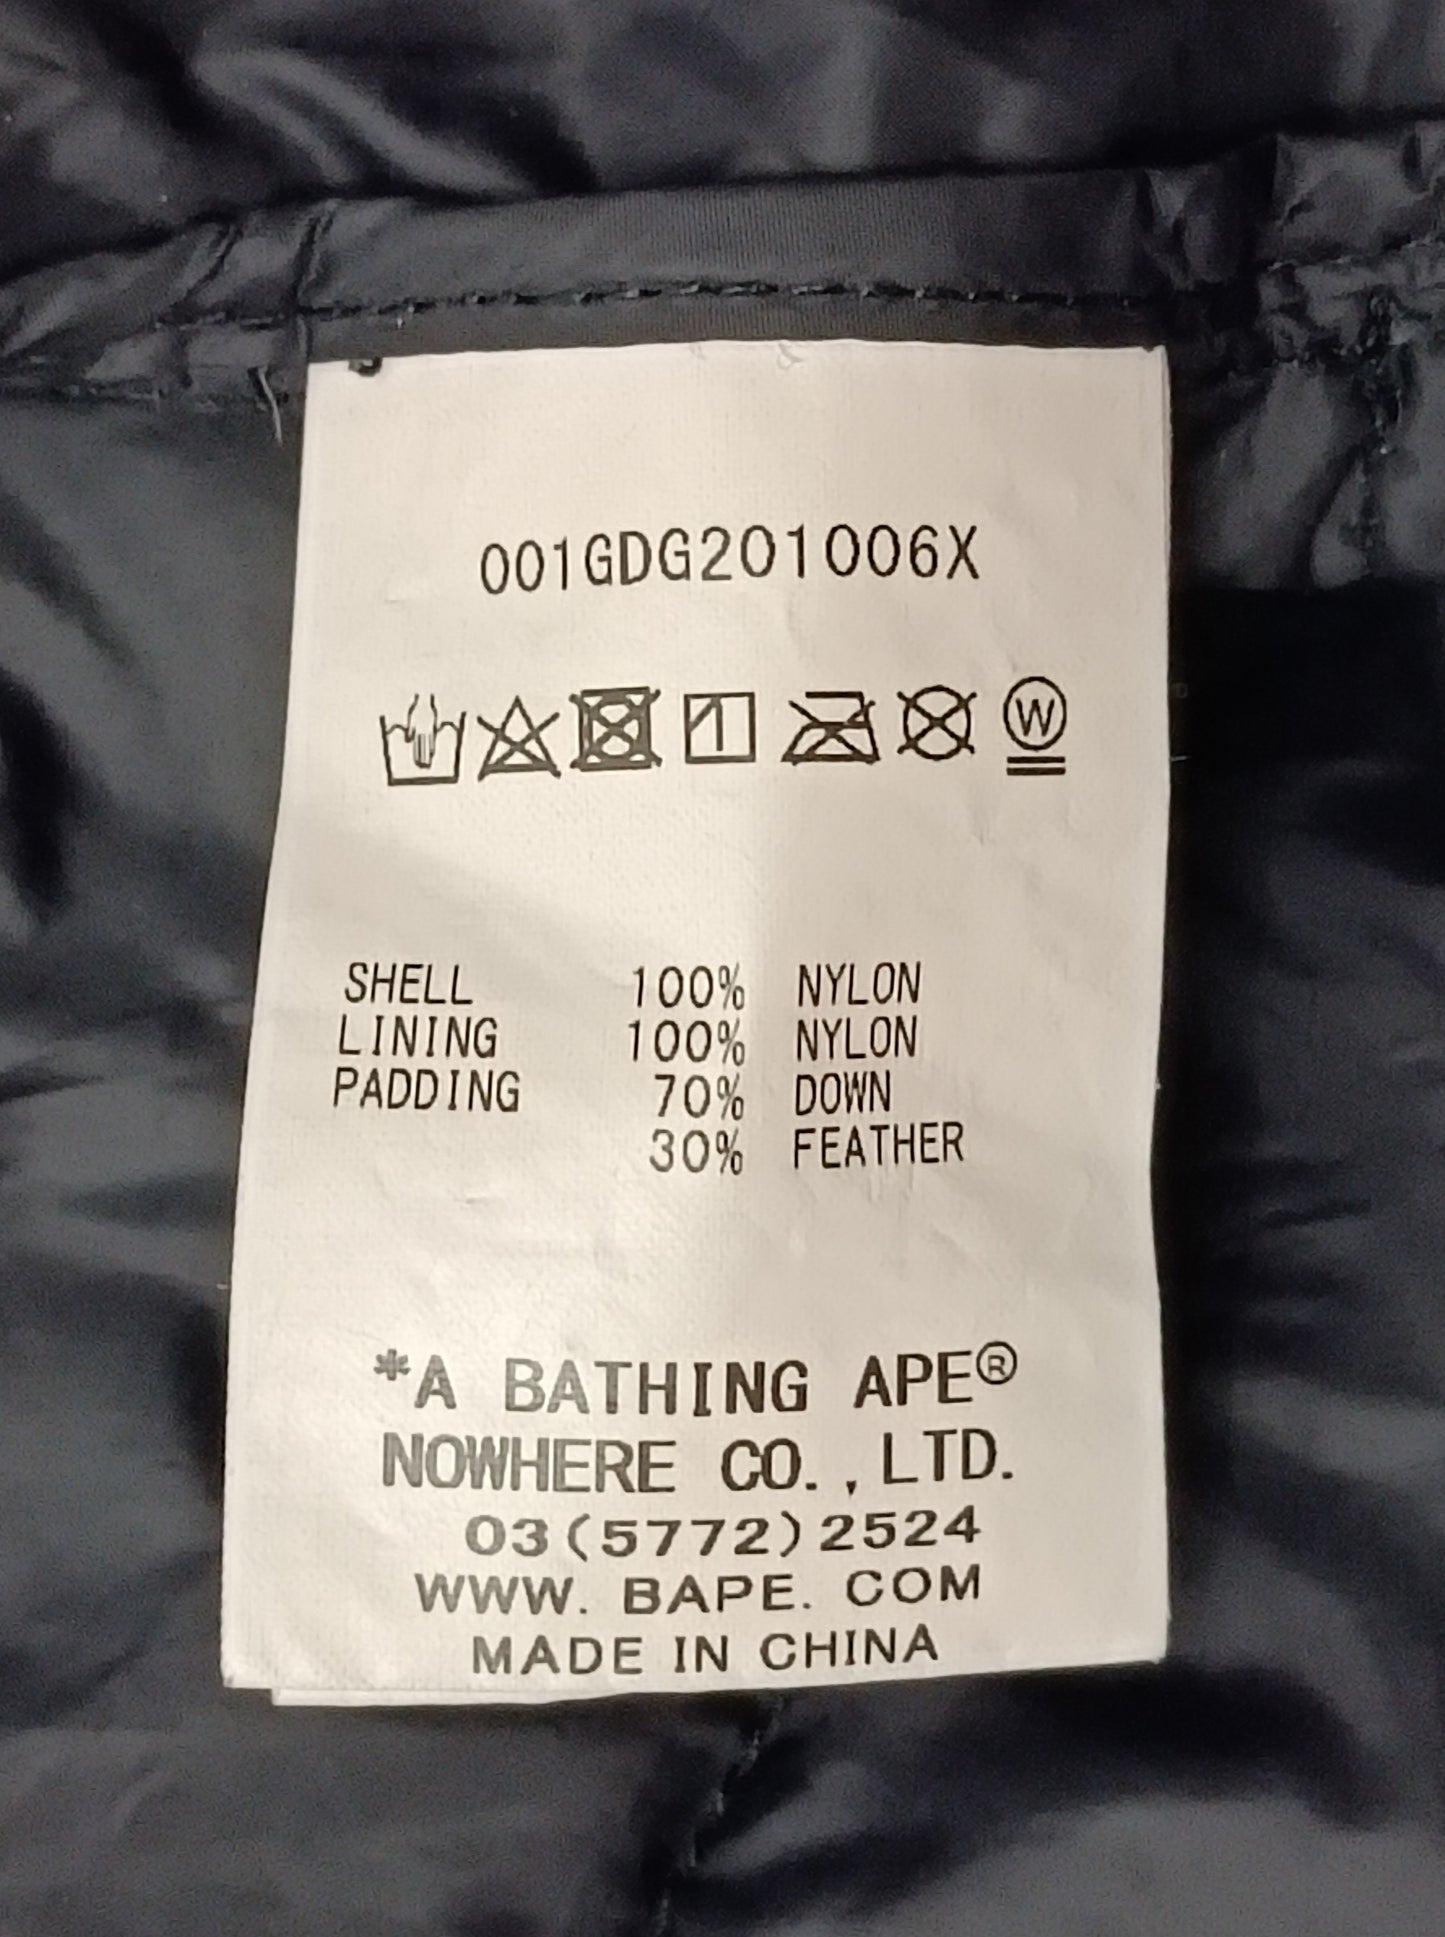 001GDG201006X
W
SHELL 100% NYLON
LINING 100% NYLON
PADDING 70% DOWN
30% FEATHER
*A BATHING APE®
NOWHERE CO.,LTD.
03(5772)2524
WWW. BAPE. COM
MADE IN CHINA